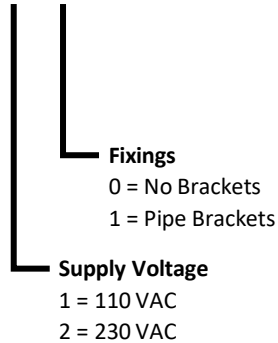 Fixings
0 = No Brackets
1 = Pipe Brackets
Supply Voltage
1 = 110 VAC
2 = 230 VAC